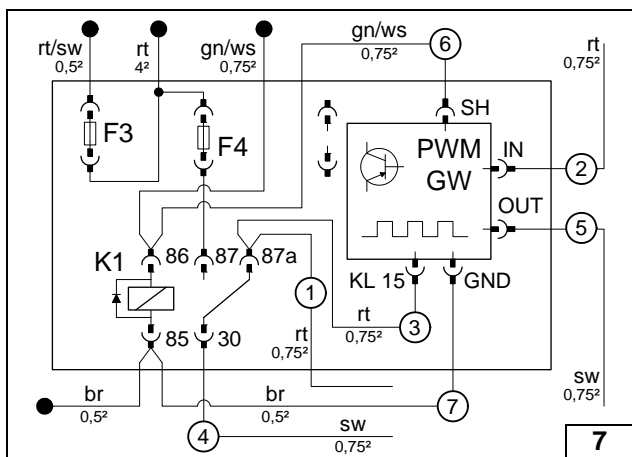 rt/sw
0,5²
rt
4²
gn/ws
0,75²
gn/ws
0,75²
6
rt
0,75²
F3
F4
SH
PWM
GW
IN
2
OUT
5
K1
86
87
87a
KL 15
GND
1
rt
0,75²
3
85
30
rt
0,75²
br
0,5²
br
0,5²
4
7
sw
0,75²
sw
0,75²
7